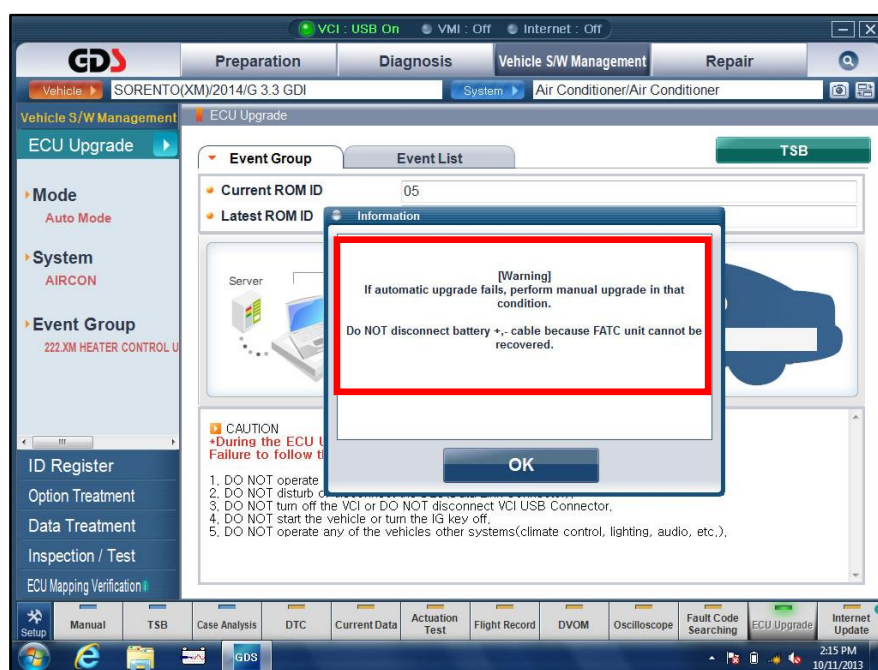 VCI : USB On VMI : Off Internet : Off
GDS Preparation Diagnosis Vehicle S/W Management Repair
Vehicle SORENTO(XM)/2014/G 3.3 GDI System Air Conditioner/Air Conditioner
Vehicle S/W Management ECU Upgrade
ECU Upgrade
Event Group Event List TSB
Current ROM ID 05
Latest ROM ID
Mode
Auto Mode
System
AIRCON
Event Group
222.XM HEATER CONTROL U
Server
Information
[Warning]
If automatic upgrade fails, perform manual upgrade in that
condition.
Do NOT disconnect battery +,- cable because FATC unit cannot be
recovered.
OK
CAUTION
*During the ECU U
Failure to follow t
1. DO NOT operate
2. DO NOT disturb
3. DO NOT turn off the VCI or DO NOT disconnect VCI USB Connector.
4. DO NOT start the vehicle or turn the IG key off.
5. DO NOT operate any of the vehicles other systems(climate control, lighting, audio, etc.).
ID Register
Option Treatment
Data Treatment
Inspection / Test
ECU Mapping Verification
Setup Manual TSB Case Analysis DTC Current Data Actuation Test Flight Record DVOM Oscilloscope Fault Code Searching ECU Upgrade Internet Update
GDS
2:15 PM
10/11/2013